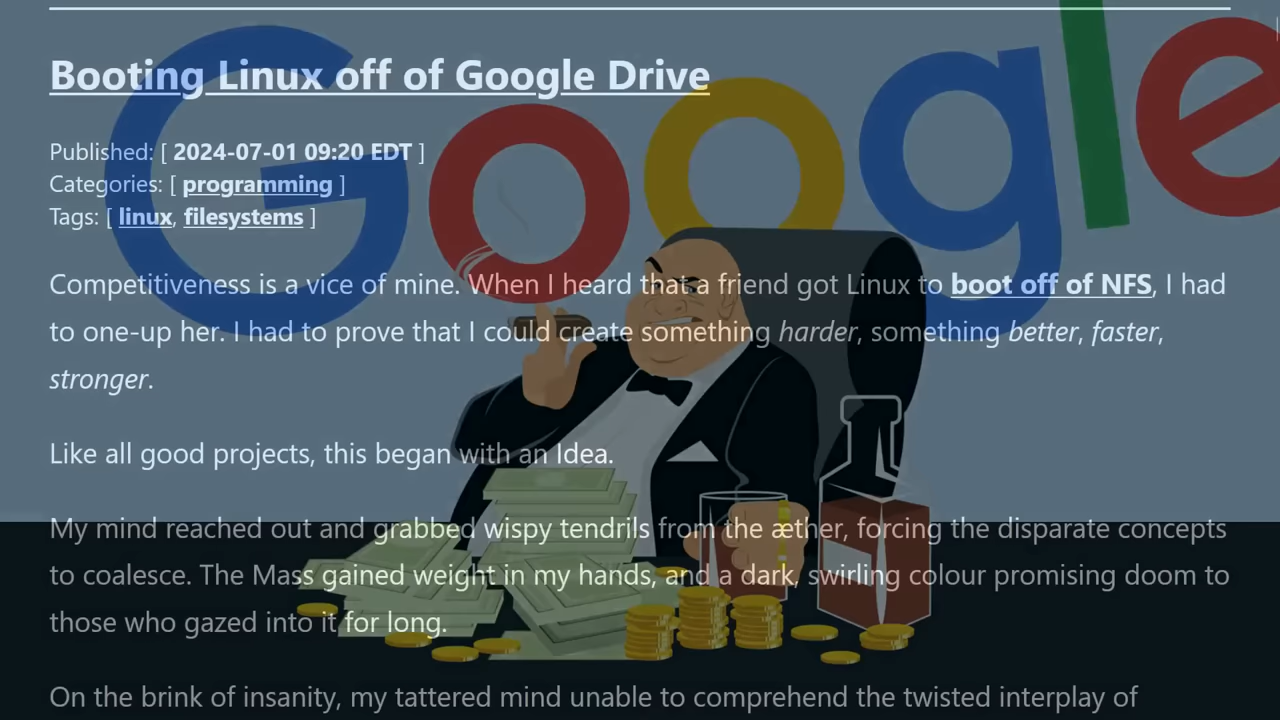 Google
Booting Linux off of Google Drive
Published: [ 2024-07-01 09:20 EDT ]
Categories: [ programming ]
Tags: [ linux, filesystems ]
Competitiveness is a vice of mine. When I heard that a friend got Linux to boot off of NFS, I had
to one-up her. I had to prove that I could create something harder, something better, faster,
stronger.
Like all good projects, this began with an Idea.
My mind reached out and grabbed wispy tendrils from the æther, forcing the disparate concepts
to coalesce. The Mass gained weight in my hands, and a dark, swirling colour promising doom to
those who gazed into it for long.
On the brink of insanity, my tattered mind unable to comprehend the twisted interplay of